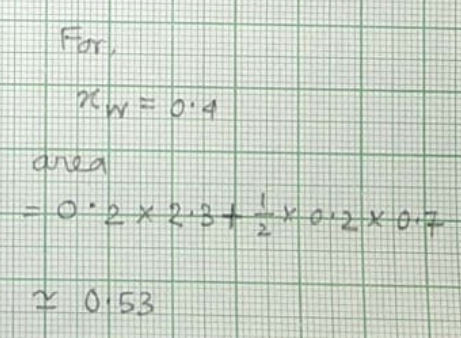 For,
x_w = 0.4
area
= 0.2 × 2.3 + 1/2 × 0.2 × 0.7
≃ 0.53